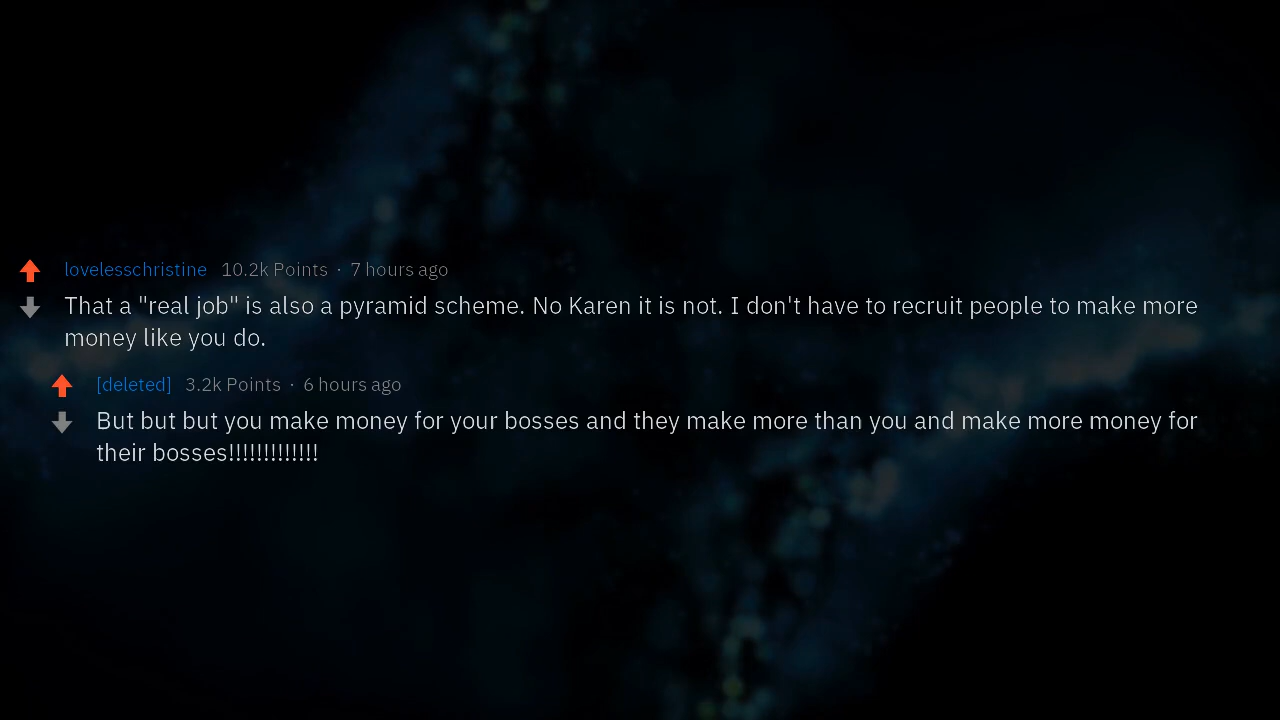 lovelesschristine 10.2k Points · 7 hours ago
That a "real job" is also a pyramid scheme. No Karen it is not. I don't have to recruit people to make more
money like you do.
[deleted] 3.2k Points · 6 hours ago
But but but you make money for your bosses and they make more than you and make more money for
their bosses!!!!!!!!!!!!!